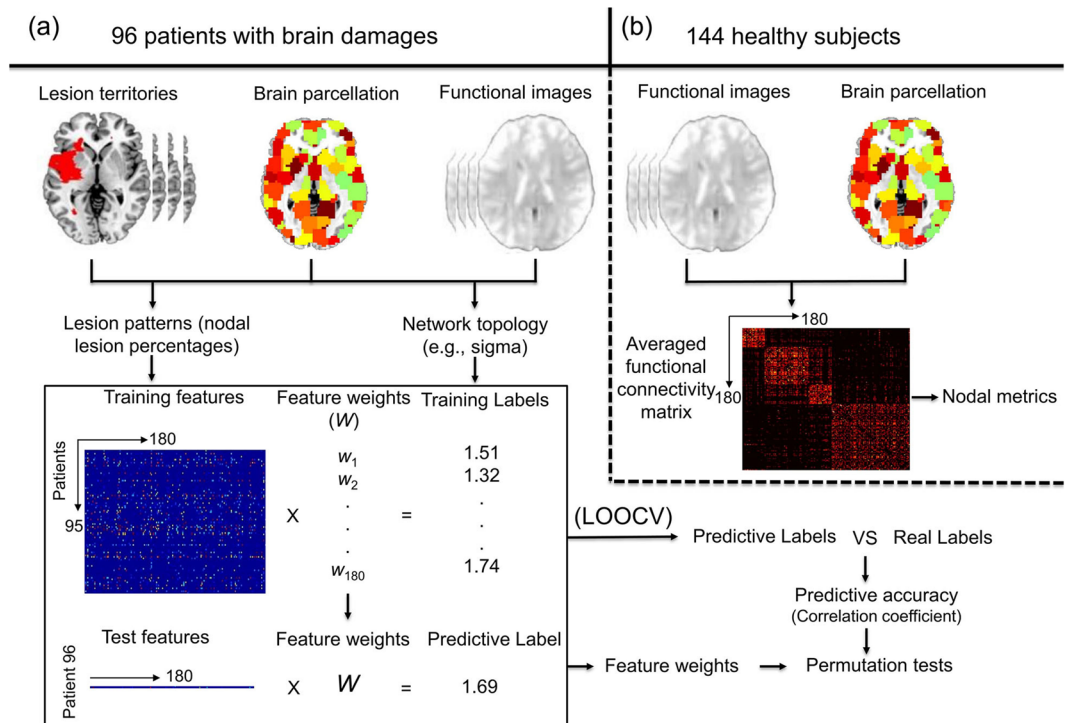 (a)
96 patients with brain damages
(b)
144 healthy subjects
Lesion territories
Brain parcellation
Functional images
Functional images
Brain parcellation
Lesion patterns (nodal
lesion percentages)
Network topology
(e.g., sigma)
180
Averaged
functional
connectivity
matrix
180
Nodal metrics
Training features
Feature weights
(W)
Training Labels
180
Patients
95
w1
w2
.
.
.
w180
X
=
1.51
1.32
.
.
.
1.74
(LOOCV)
Predictive Labels VS Real Labels
Predictive accuracy
(Correlation coefficient)
Test features
Feature weights
Predictive Label
Patient 96
180
X W = 1.69
Feature weights
Permutation tests